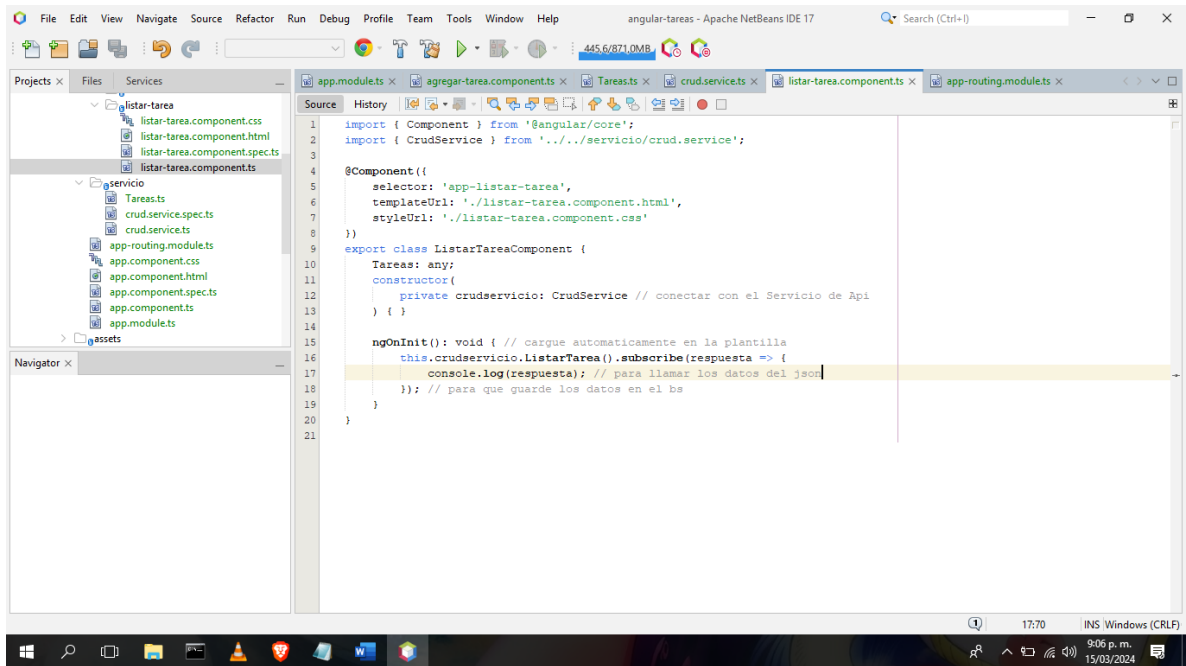 File Edit View Navigate Source Refactor Run Debug Profile Team Tools Window Help angular-tareas - Apache NetBeans IDE 17 Search (Ctrl+I)
445,6/871,0MB
Projects Files Services
app.module.ts agregar-tarea.component.ts Tareas.ts crud.service.ts listar-tarea.component.ts app-routing.module.ts
listar-tarea
listar-tarea.component.css
listar-tarea.component.html
listar-tarea.component.spec.ts
listar-tarea.component.ts
servicio
Tareas.ts
crud.service.spec.ts
crud.service.ts
app-routing.module.ts
app.component.css
app.component.html
app.component.spec.ts
app.component.ts
app.module.ts
assets
Navigator
Source History
1 import { Component } from '@angular/core';
2 import { CrudService } from '../../servicio/crud.service';
3
4 @Component({
5 selector: 'app-listar-tarea',
6 templateUrl: './listar-tarea.component.html',
7 styleUrl: './listar-tarea.component.css'
8 })
9 export class ListarTareaComponent {
10 Tareas: any;
11 constructor(
12 private crudservicio: CrudService // conectar con el Servicio de Api
13 ) { }
14
15 ngOnInit(): void { // cargue automaticamente en la plantilla
16 this.crudservicio.ListarTarea().subscribe(respuesta => {
17 console.log(respuesta); // para llamar los datos del json
18 }); // para que guarde los datos en el bs
19 }
20 }
21
1 17:70 INS Windows (CRLF)
9:06 p. m.
15/03/2024